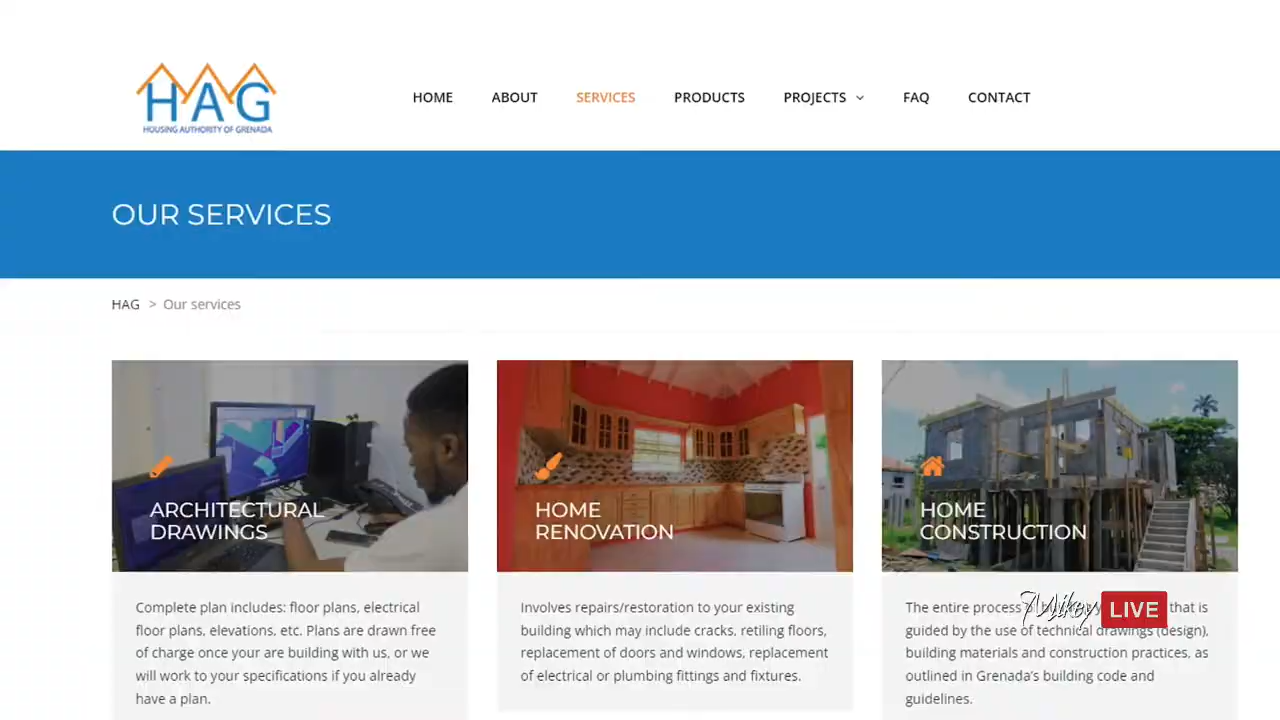 HAG
HOUSING AUTHORITY OF GRENADA
HOME ABOUT SERVICES PRODUCTS PROJECTS FAQ CONTACT
OUR SERVICES
HAG > Our services
ARCHITECTURAL
DRAWINGS
Complete plan includes: floor plans, electrical
floor plans, elevations, etc. Plans are drawn free
of charge once your are building with us, or we
will work to your specifications if you already
have a plan.
HOME
RENOVATION
Involves repairs/restoration to your existing
building which may include cracks, retiling floors,
replacement of doors and windows, replacement
of electrical or plumbing fittings and fixtures.
HOME
CONSTRUCTION
The entire process that is
guided by the use of technical drawings (design),
building materials and construction practices, as
outlined in Grenada's building code and
guidelines.
7Mikey LIVE